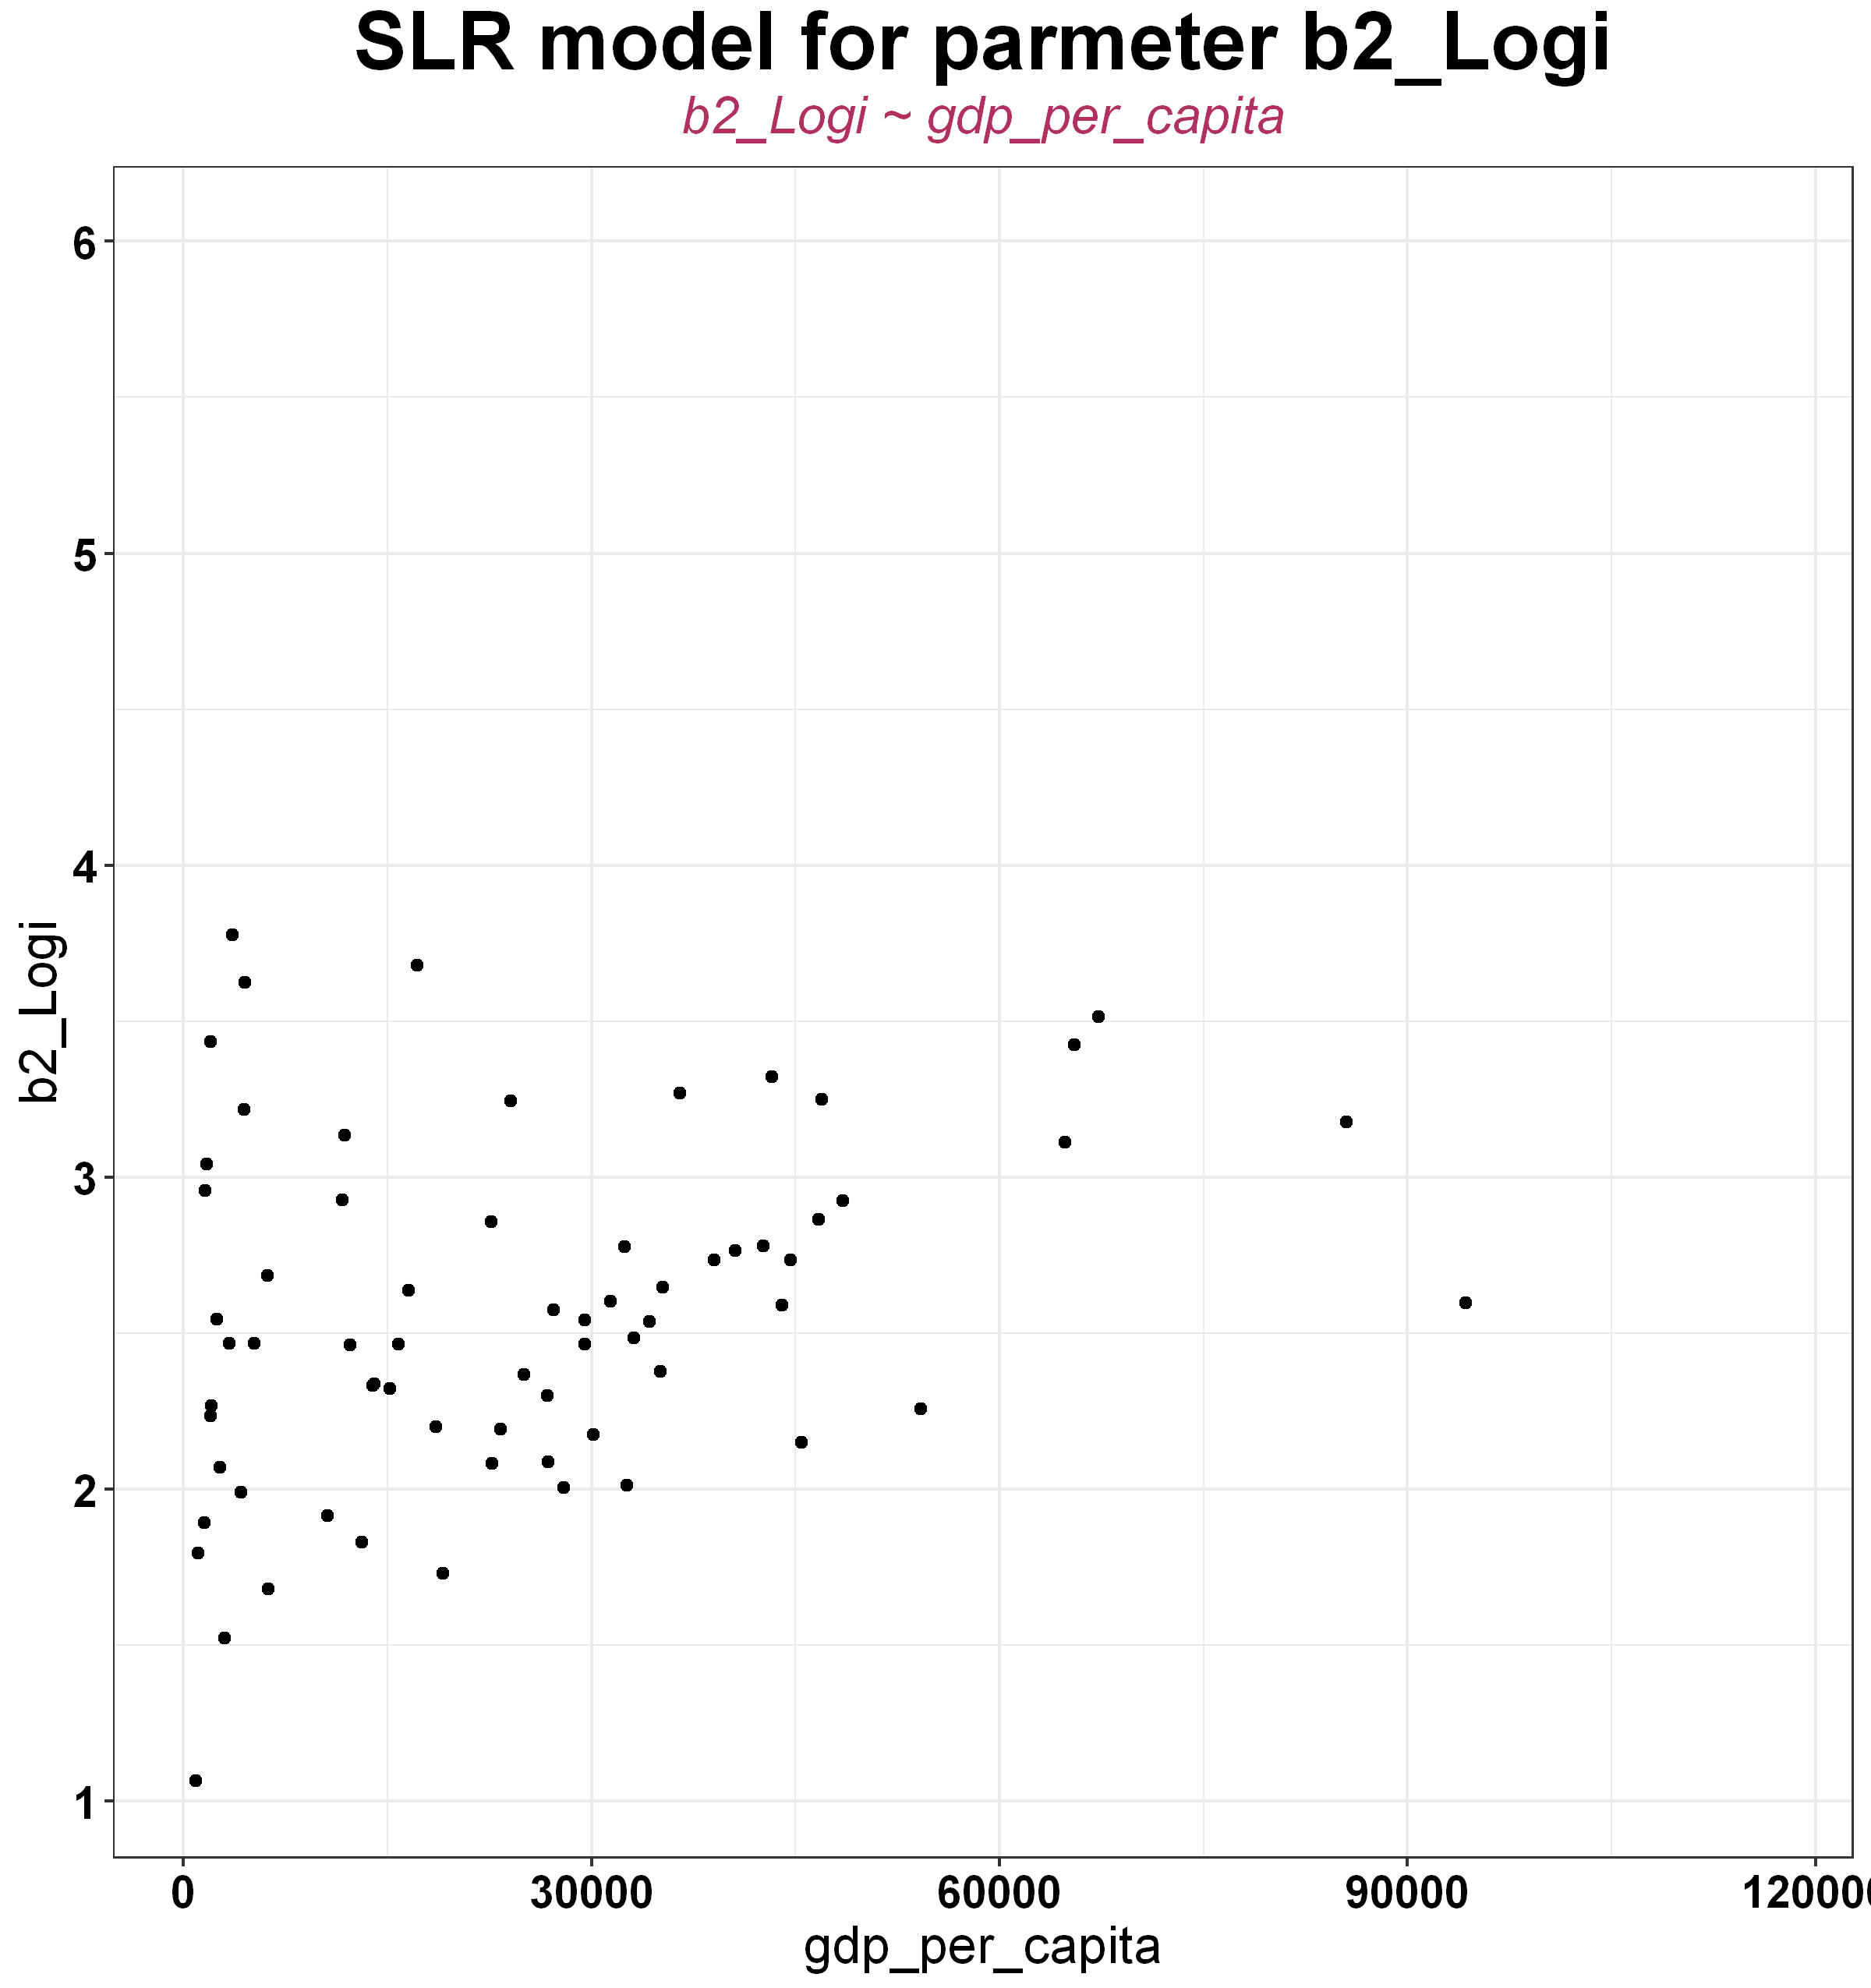 SLR model for parmeter b2_Logi
b2_Logi ~ gdp_per_capita
6
5
4
3
2
1
b2_Logi
0 30000 60000 90000 120000
gdp_per_capita